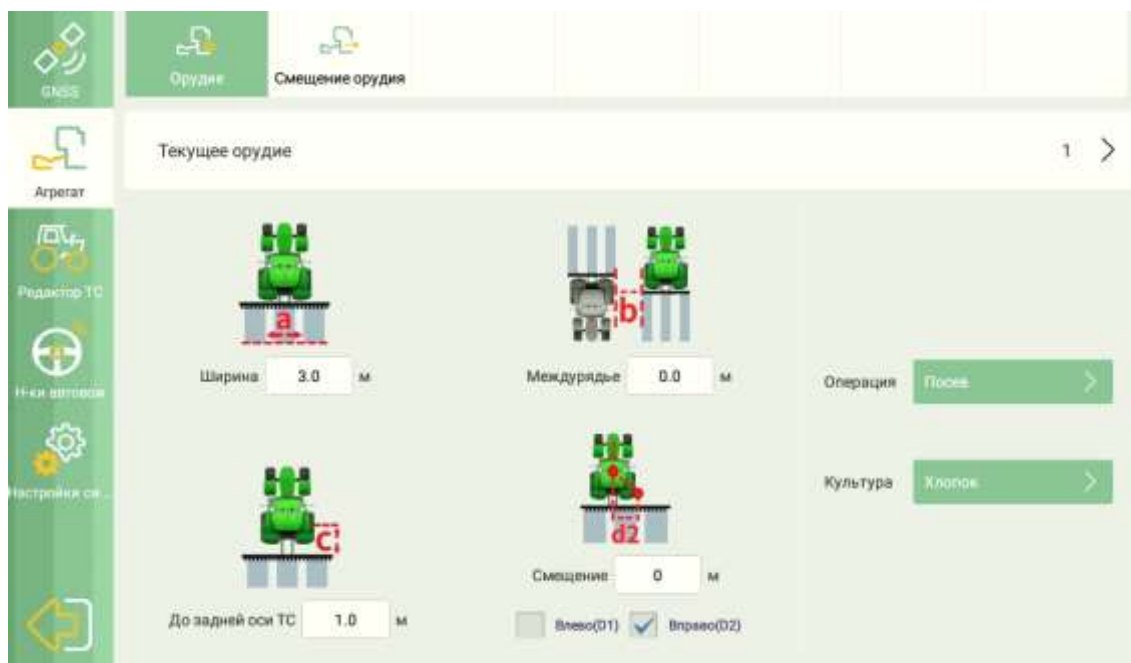 GNSS
Орудие
Смещение орудия
Агрегат
Текущее орудие
1
Редактор ТС
a
b
Ширина 3.0 м
Междурядье 0.0 м
Операция Посев
Н-ки автовож
Культура Хлопок
Настройки си...
c
d2
Смещение 0 м
До задней оси ТС 1.0 м
Влево(D1) Вправо(D2)